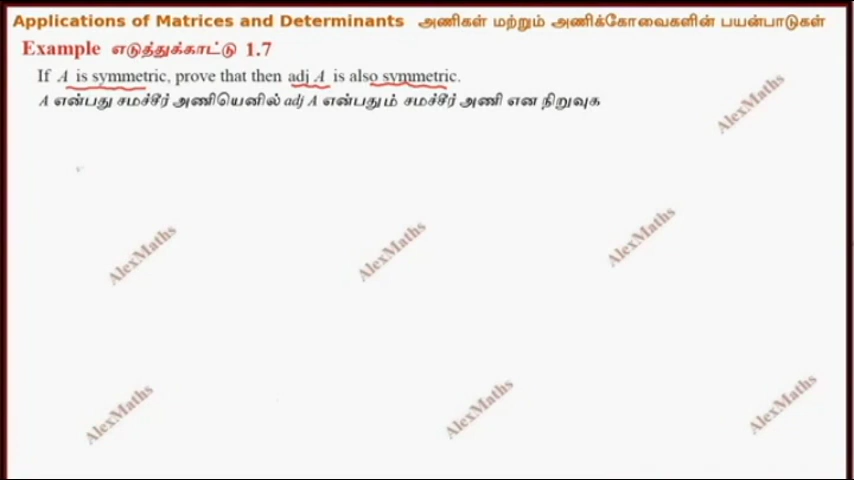 Applications of Matrices and Determinants அணிகள் மற்றும் அணிக்கோவைகளின் பயன்பாடுகள்
Example எடுத்துக்காட்டு 1.7
If A is symmetric, prove that then adj A is also symmetric.
A என்பது சமச்சீர் அணியெனில் adj A என்பதும் சமச்சீர் அணி என நிறுவுக
AlexMaths
AlexMaths
AlexMaths
AlexMaths
AlexMaths
AlexMaths
AlexMaths